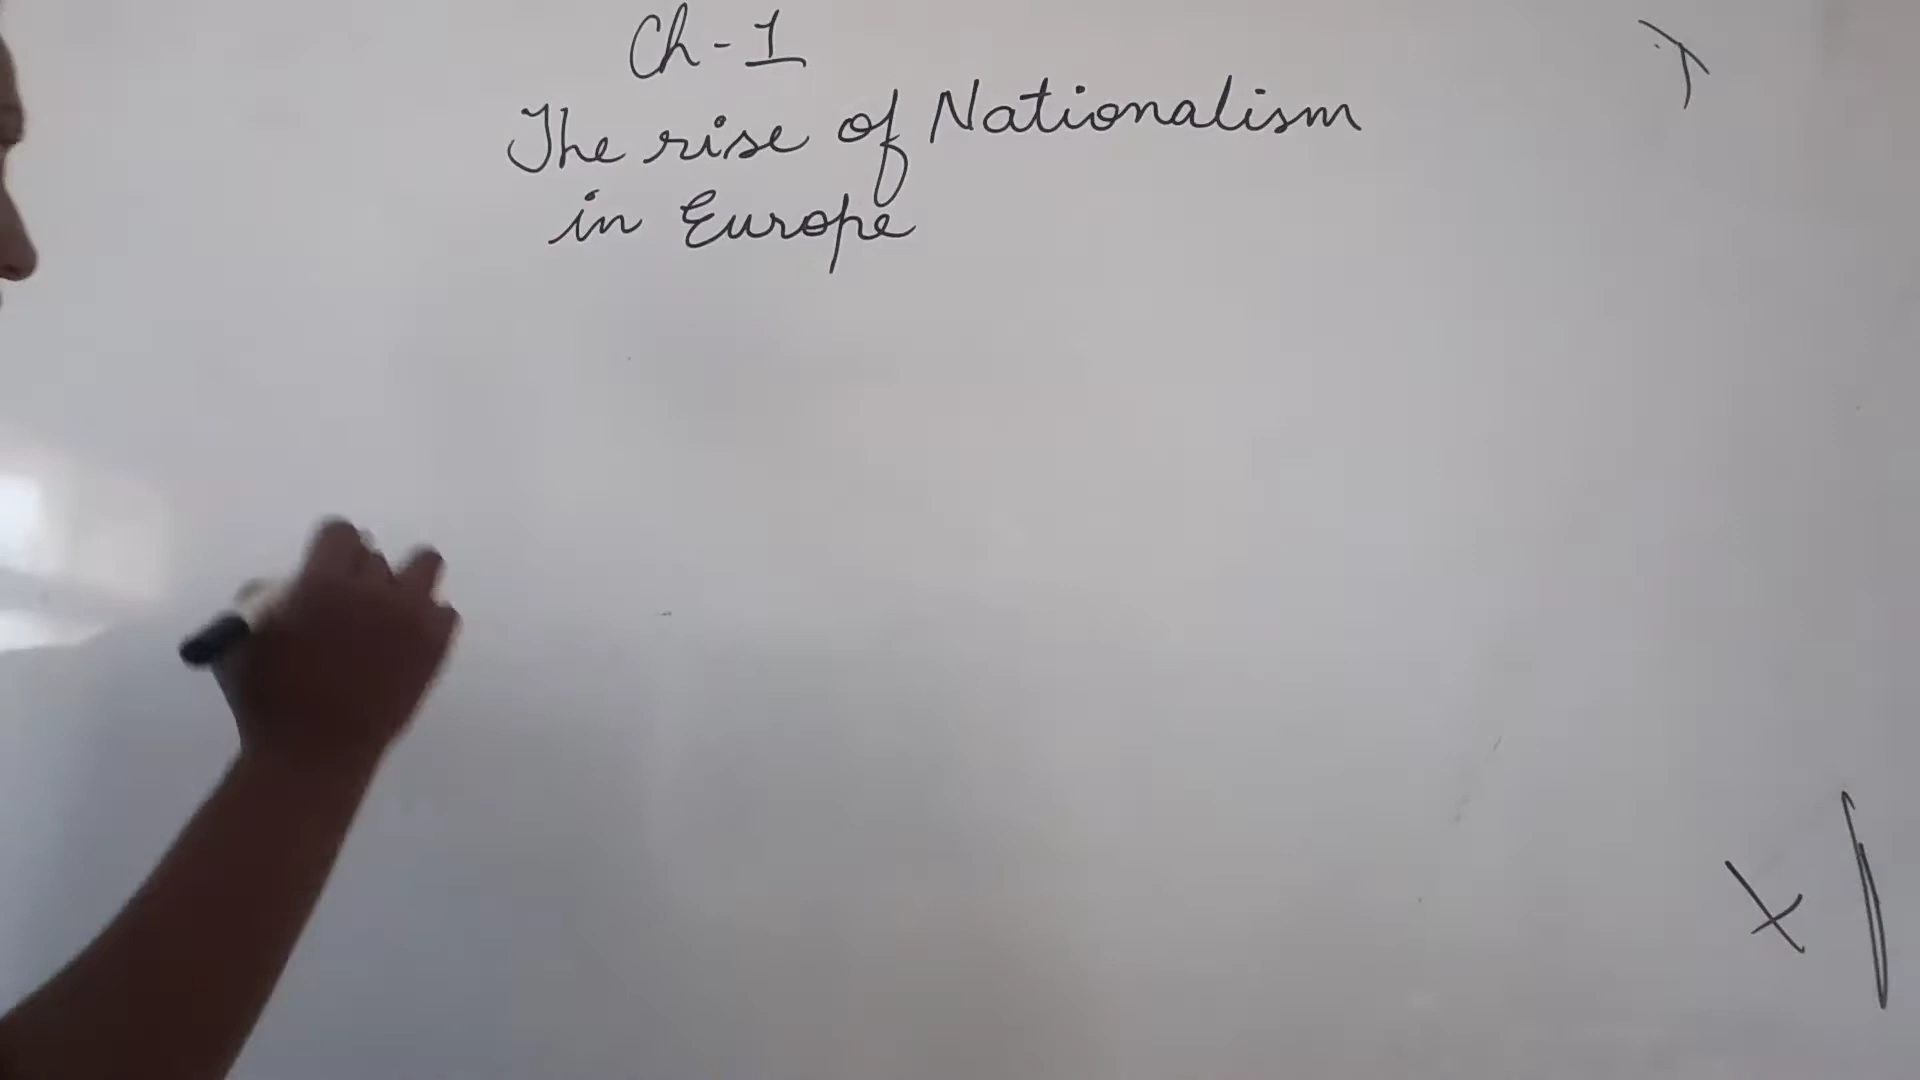 Ch-1
The rise of Nationalism
in Europe